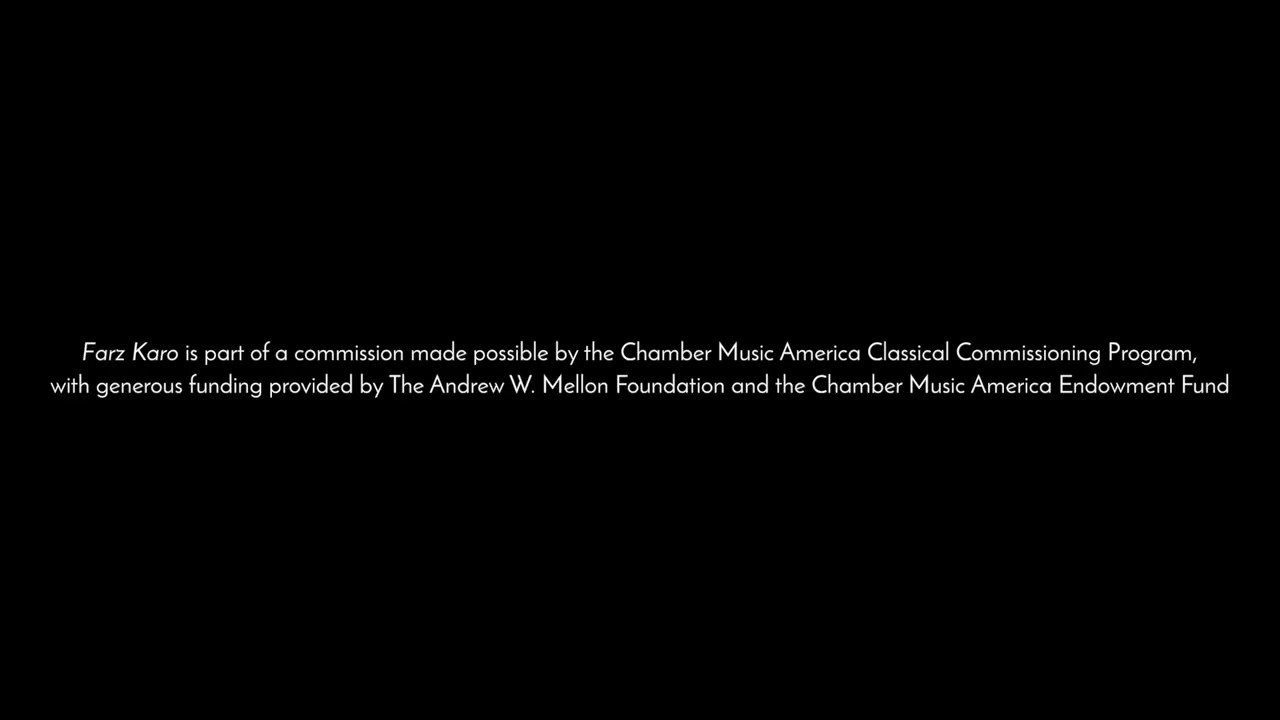 Farz Karo is part of a commission made possible by the Chamber Music America Classical Commissioning Program,
with generous funding provided by The Andrew W. Mellon Foundation and the Chamber Music America Endowment Fund